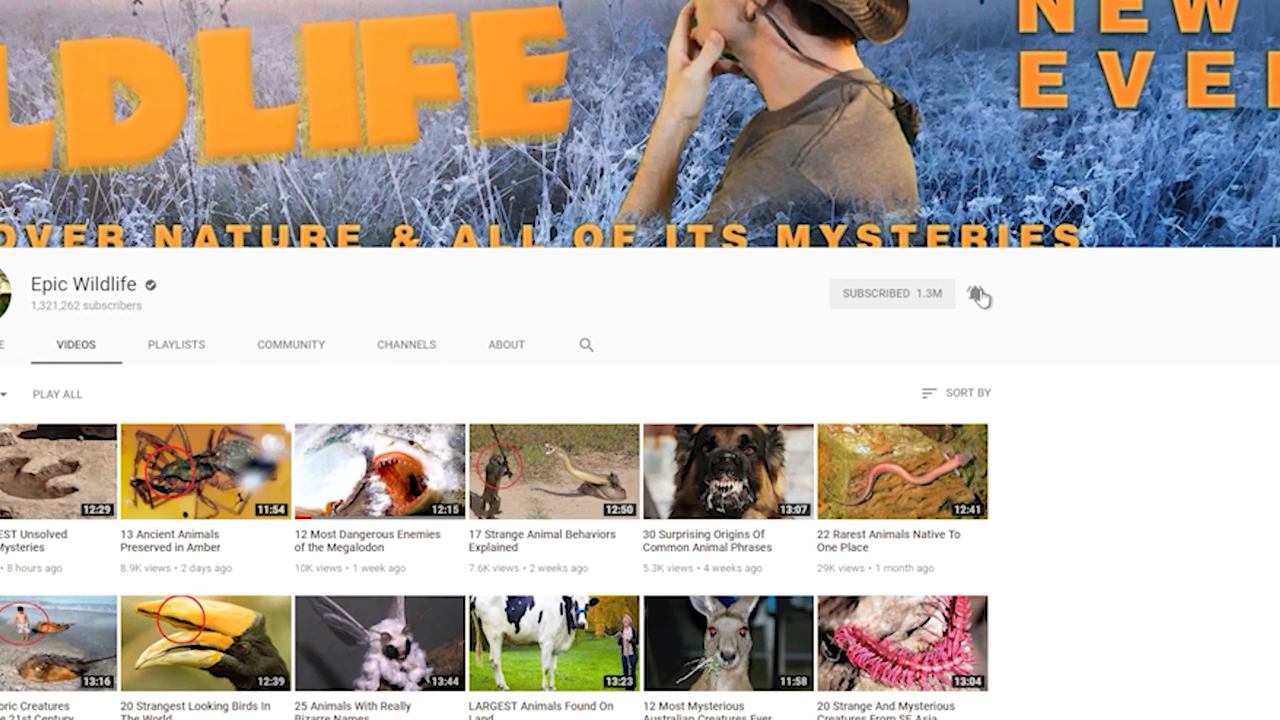 NEW
LDLIFE
EVE
OVER NATURE & ALL OF ITS MYSTERIES
Epic Wildlife
1,321,262 subscribers
SUBSCRIBED 1.3M
E
VIDEOS
PLAYLISTS
COMMUNITY
CHANNELS
ABOUT
PLAY ALL
SORT BY
12:29
11:54
12:15
12:50
13:07
12:41
EST Unsolved
Mysteries
• 8 hours ago
13 Ancient Animals
Preserved in Amber
8.9K views • 2 days ago
12 Most Dangerous Enemies
of the Megalodon
10K views • 1 week ago
17 Strange Animal Behaviors
Explained
7.6K views • 2 weeks ago
30 Surprising Origins Of
Common Animal Phrases
5.3K views • 4 weeks ago
22 Rarest Animals Native To
One Place
29K views • 1 month ago
13:16
12:39
13:44
13:23
11:58
13:04
oric Creatures
e 21st Century
20 Strangest Looking Birds In
The World
25 Animals With Really
Bizarre Names
LARGEST Animals Found On
Land
12 Most Mysterious
Australian Creatures Ever
20 Strange And Mysterious
Creatures From SE Asia